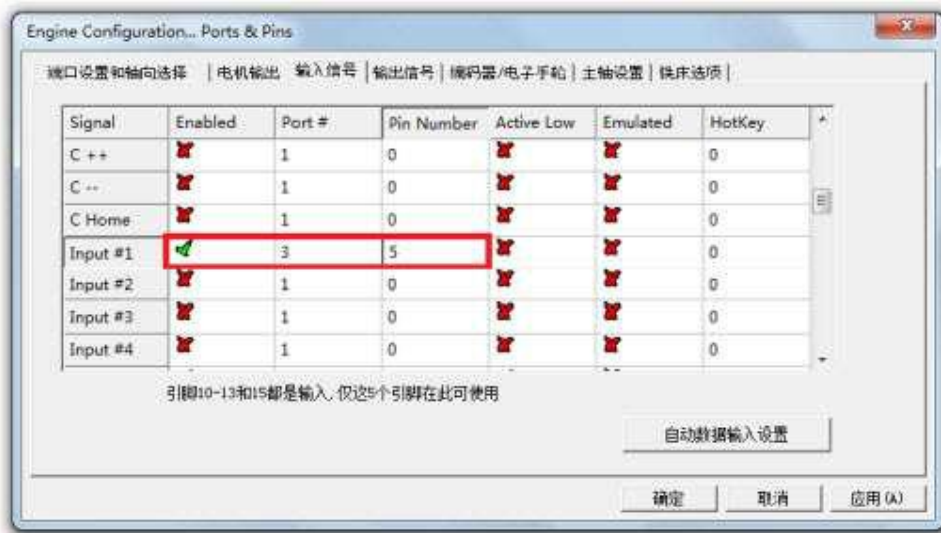 Engine Configuration... Ports & Pins
端口设置和轴向选择 电机输出 输入信号 输出信号 编码器/电子手轮 主轴设置 铣床选项
Signal Enabled Port # Pin Number Active Low Emulated HotKey
C ++ 1 0 0
C -- 1 0 0
C Home 1 0 0
Input #1 3 5 0
Input #2 1 0 0
Input #3 1 0 0
Input #4 1 0 0
引脚10-13和15都是输入, 仅这5个引脚在此可使用
自动数据输入设置
确定 取消 应用 (A)